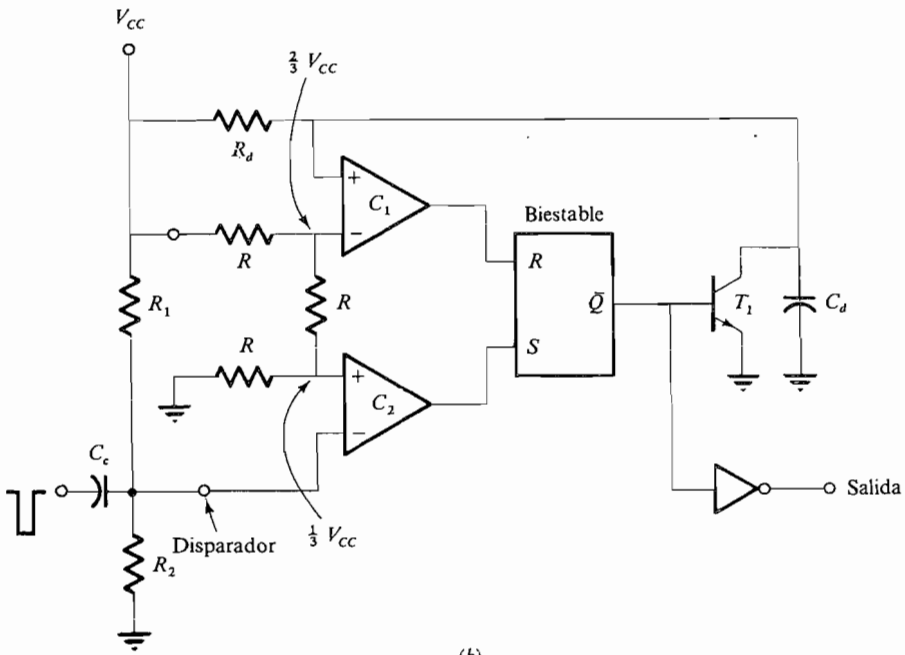 V_CC
2/3 V_CC
R_d
+
C_1
−
Biestable
R
R
R_1
R
Q̄
T_1
C_d
R
S
+
C_2
−
C_c
Salida
Disparador
1/3 V_CC
R_2
(b)